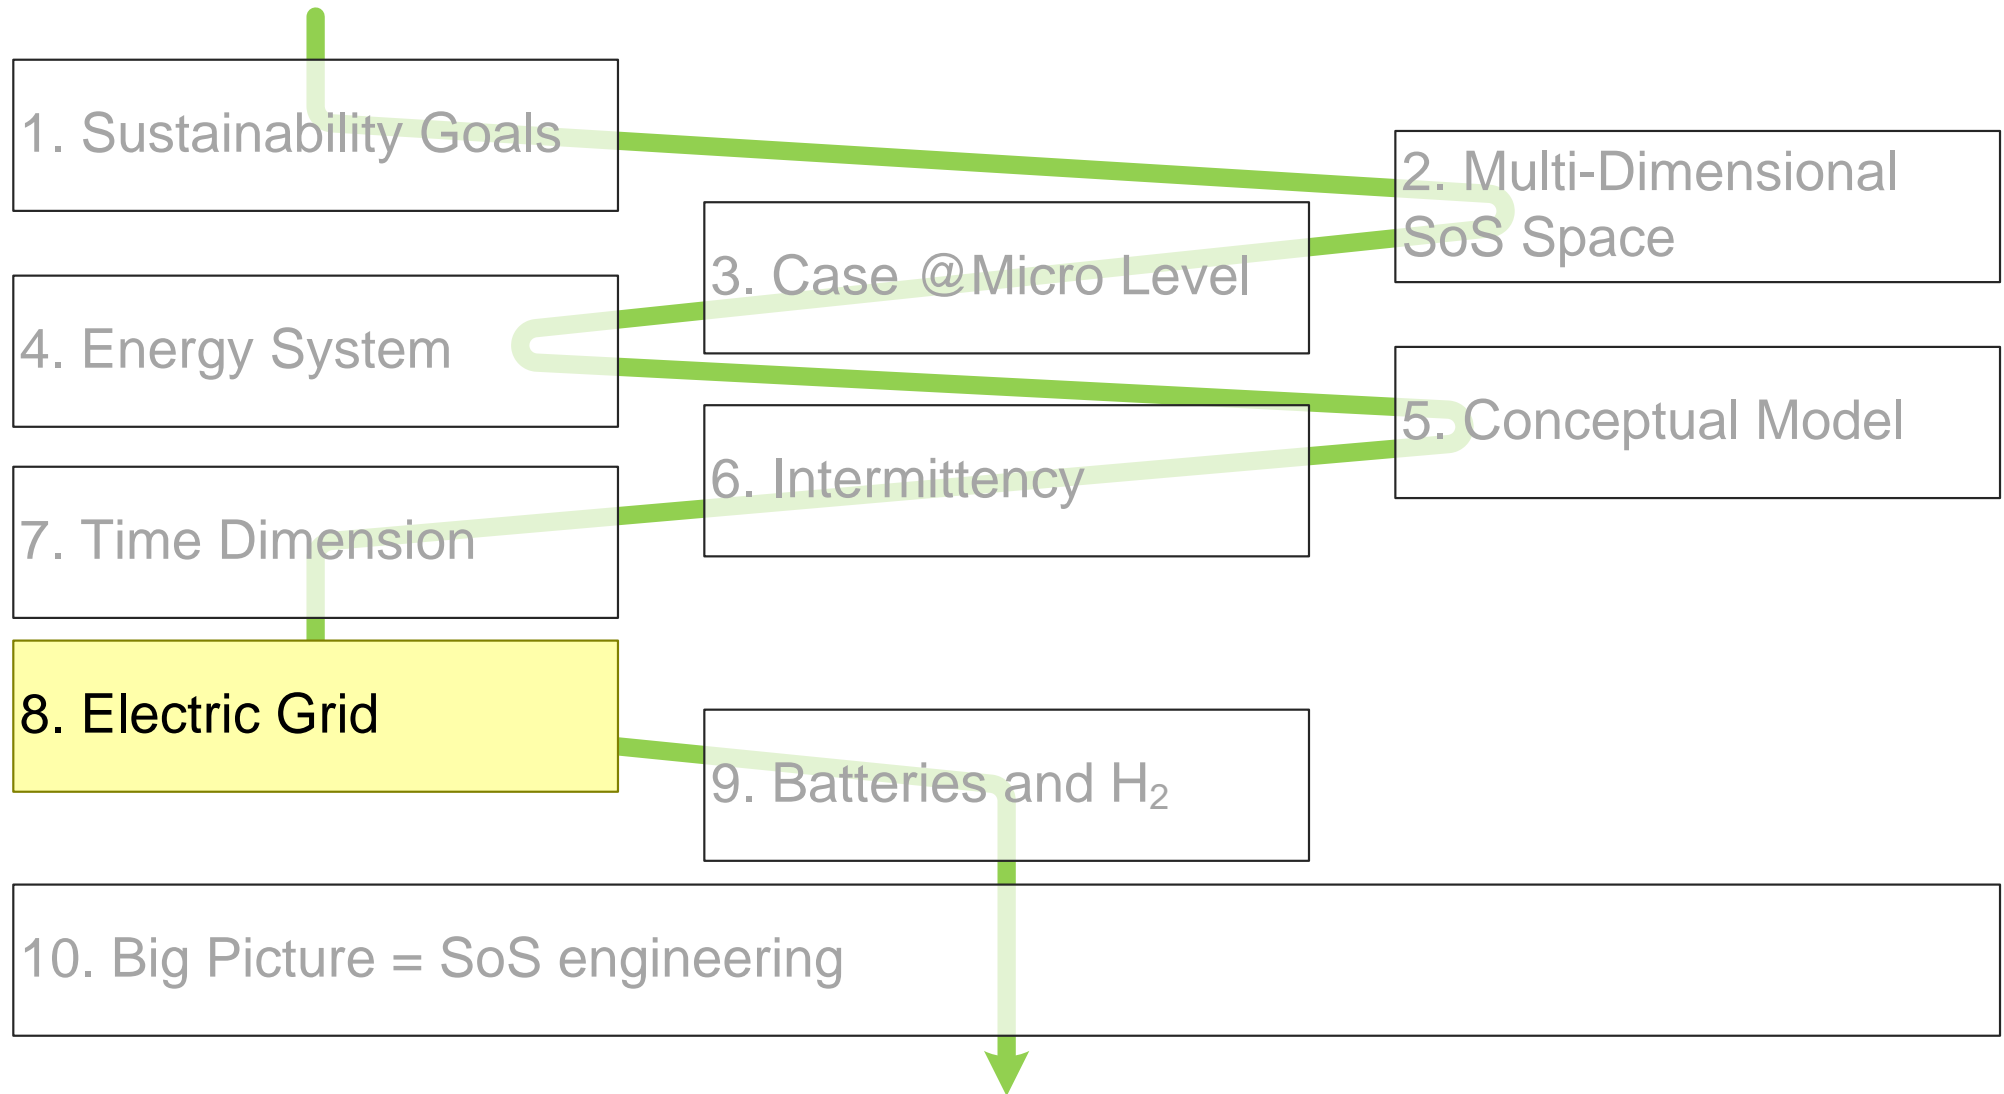 1. Sustainability Goals
2. Multi-Dimensional
SoS Space
3. Case @Micro Level
4. Energy System
5. Conceptual Model
6. Intermittency
7. Time Dimension
8. Electric Grid
9. Batteries and H₂
10. Big Picture = SoS engineering